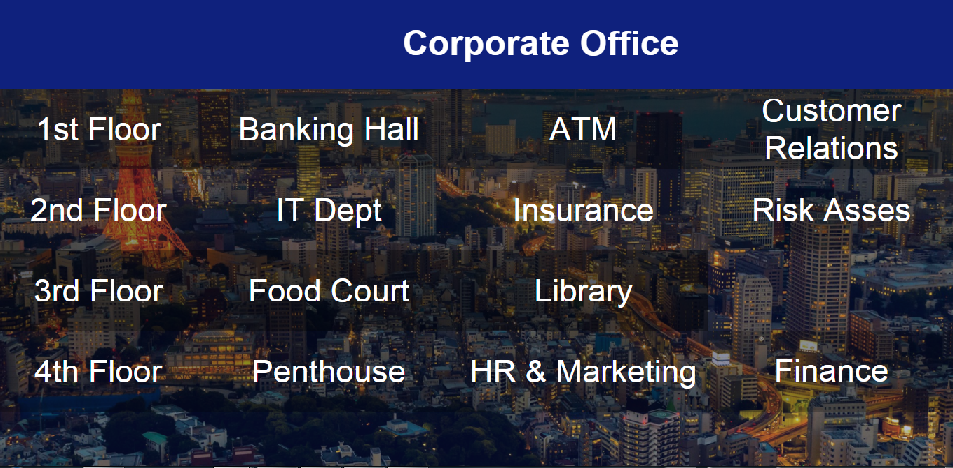 Corporate Office
1st Floor Banking Hall ATM Customer Relations
2nd Floor IT Dept Insurance Risk Asses
3rd Floor Food Court Library
4th Floor Penthouse HR & Marketing Finance